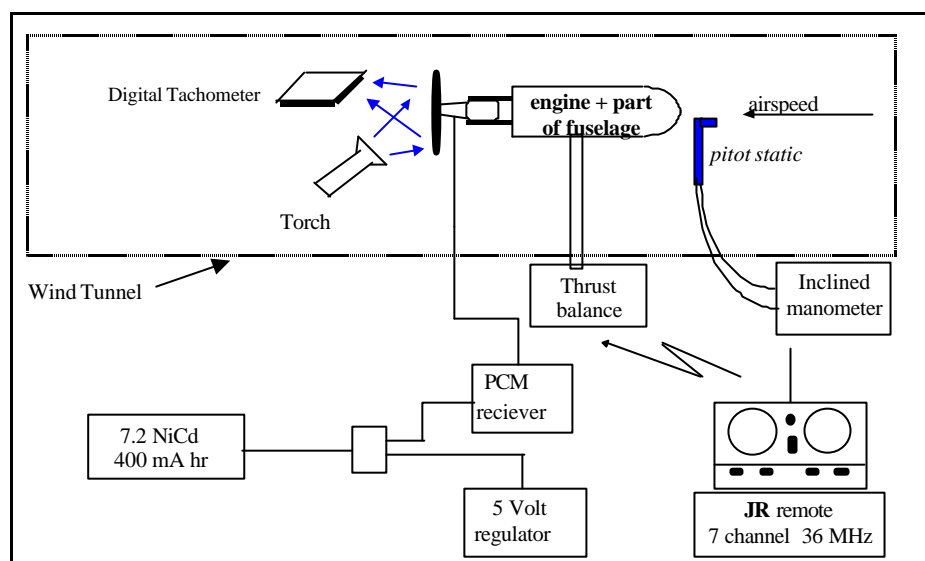 Digital Tachometer
engine + part
of fuselage
airspeed
pitot static
Torch
Wind Tunnel
Thrust
balance
Inclined
manometer
PCM
reciever
7.2 NiCd
400 mA hr
5 Volt
regulator
JR remote
7 channel 36 MHz